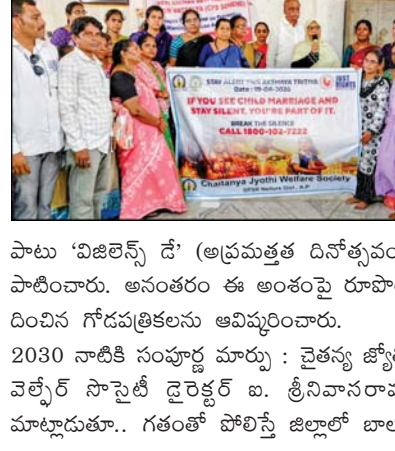 STAY ALERT THIS AKSHAYA TRITIYA
JUST
RIGHTS
IF YOU SEE CHILD MARRIAGE AND
STAY SILENT, YOU'RE PART OF IT.
BREAK THE SILENCE
CALL 1800-102-7222
Chaitanya Jyothi Welfare Society
పాటు ‘విజిలెన్స్ డే’ (అప్రమత్తత దినోత్సవం
పాటించారు. అనంతరం ఈ అంశంపై రూపొ
దించిన గోడపత్రికలను ఆవిష్కరించారు.
2030 నాటికి సంపూర్ణ మార్పు : చైతన్య జ్యోతి
వెల్ఫేర్ సొసైటీ డైరెక్టర్ ఐ. శ్రీనివాసరావు
మాట్లాడుతూ.. గతంతో పోలిస్తే జిల్లాలో బాల